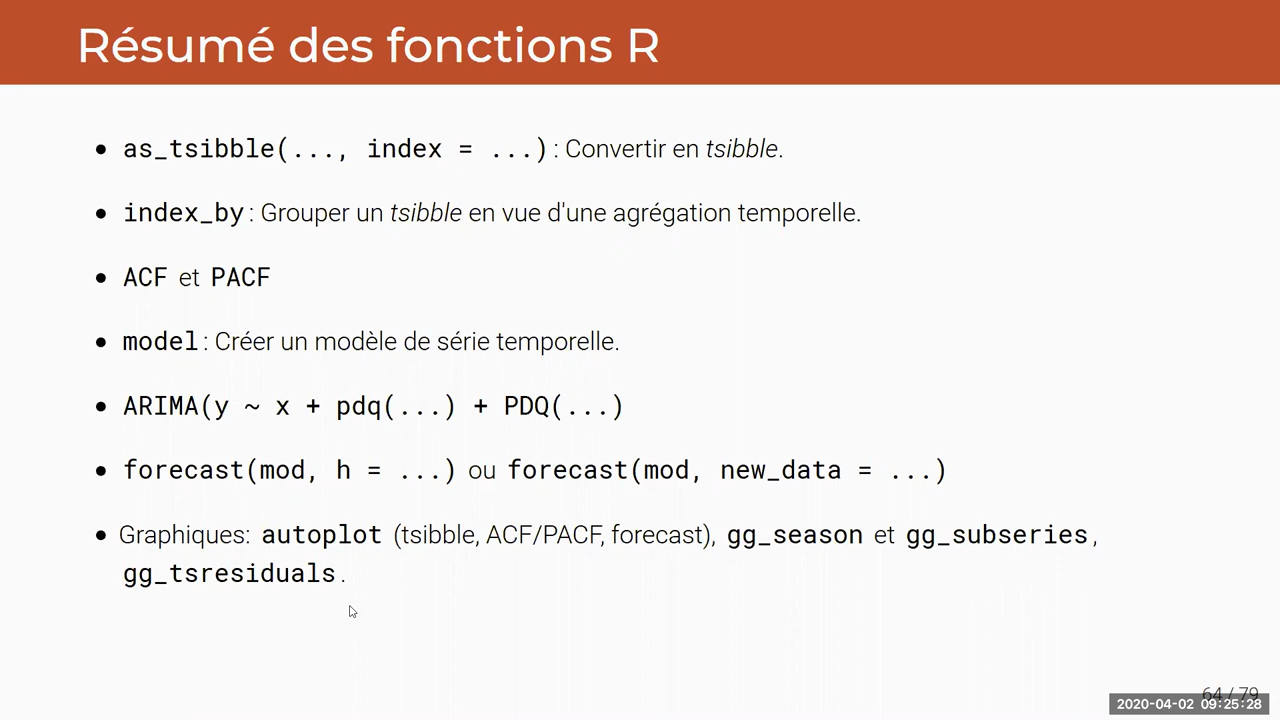 Résumé des fonctions R
• as_tsibble(..., index = ...) : Convertir en tsibble.
• index_by : Grouper un tsibble en vue d'une agrégation temporelle.
• ACF et PACF
• model : Créer un modèle de série temporelle.
• ARIMA(y ~ x + pdq(...) + PDQ(...)
• forecast(mod, h = ...) ou forecast(mod, new_data = ...)
• Graphiques: autoplot (tsibble, ACF/PACF, forecast), gg_season et gg_subseries,
gg_tsresiduals.
64 / 79
2020-04-02 09:25:28